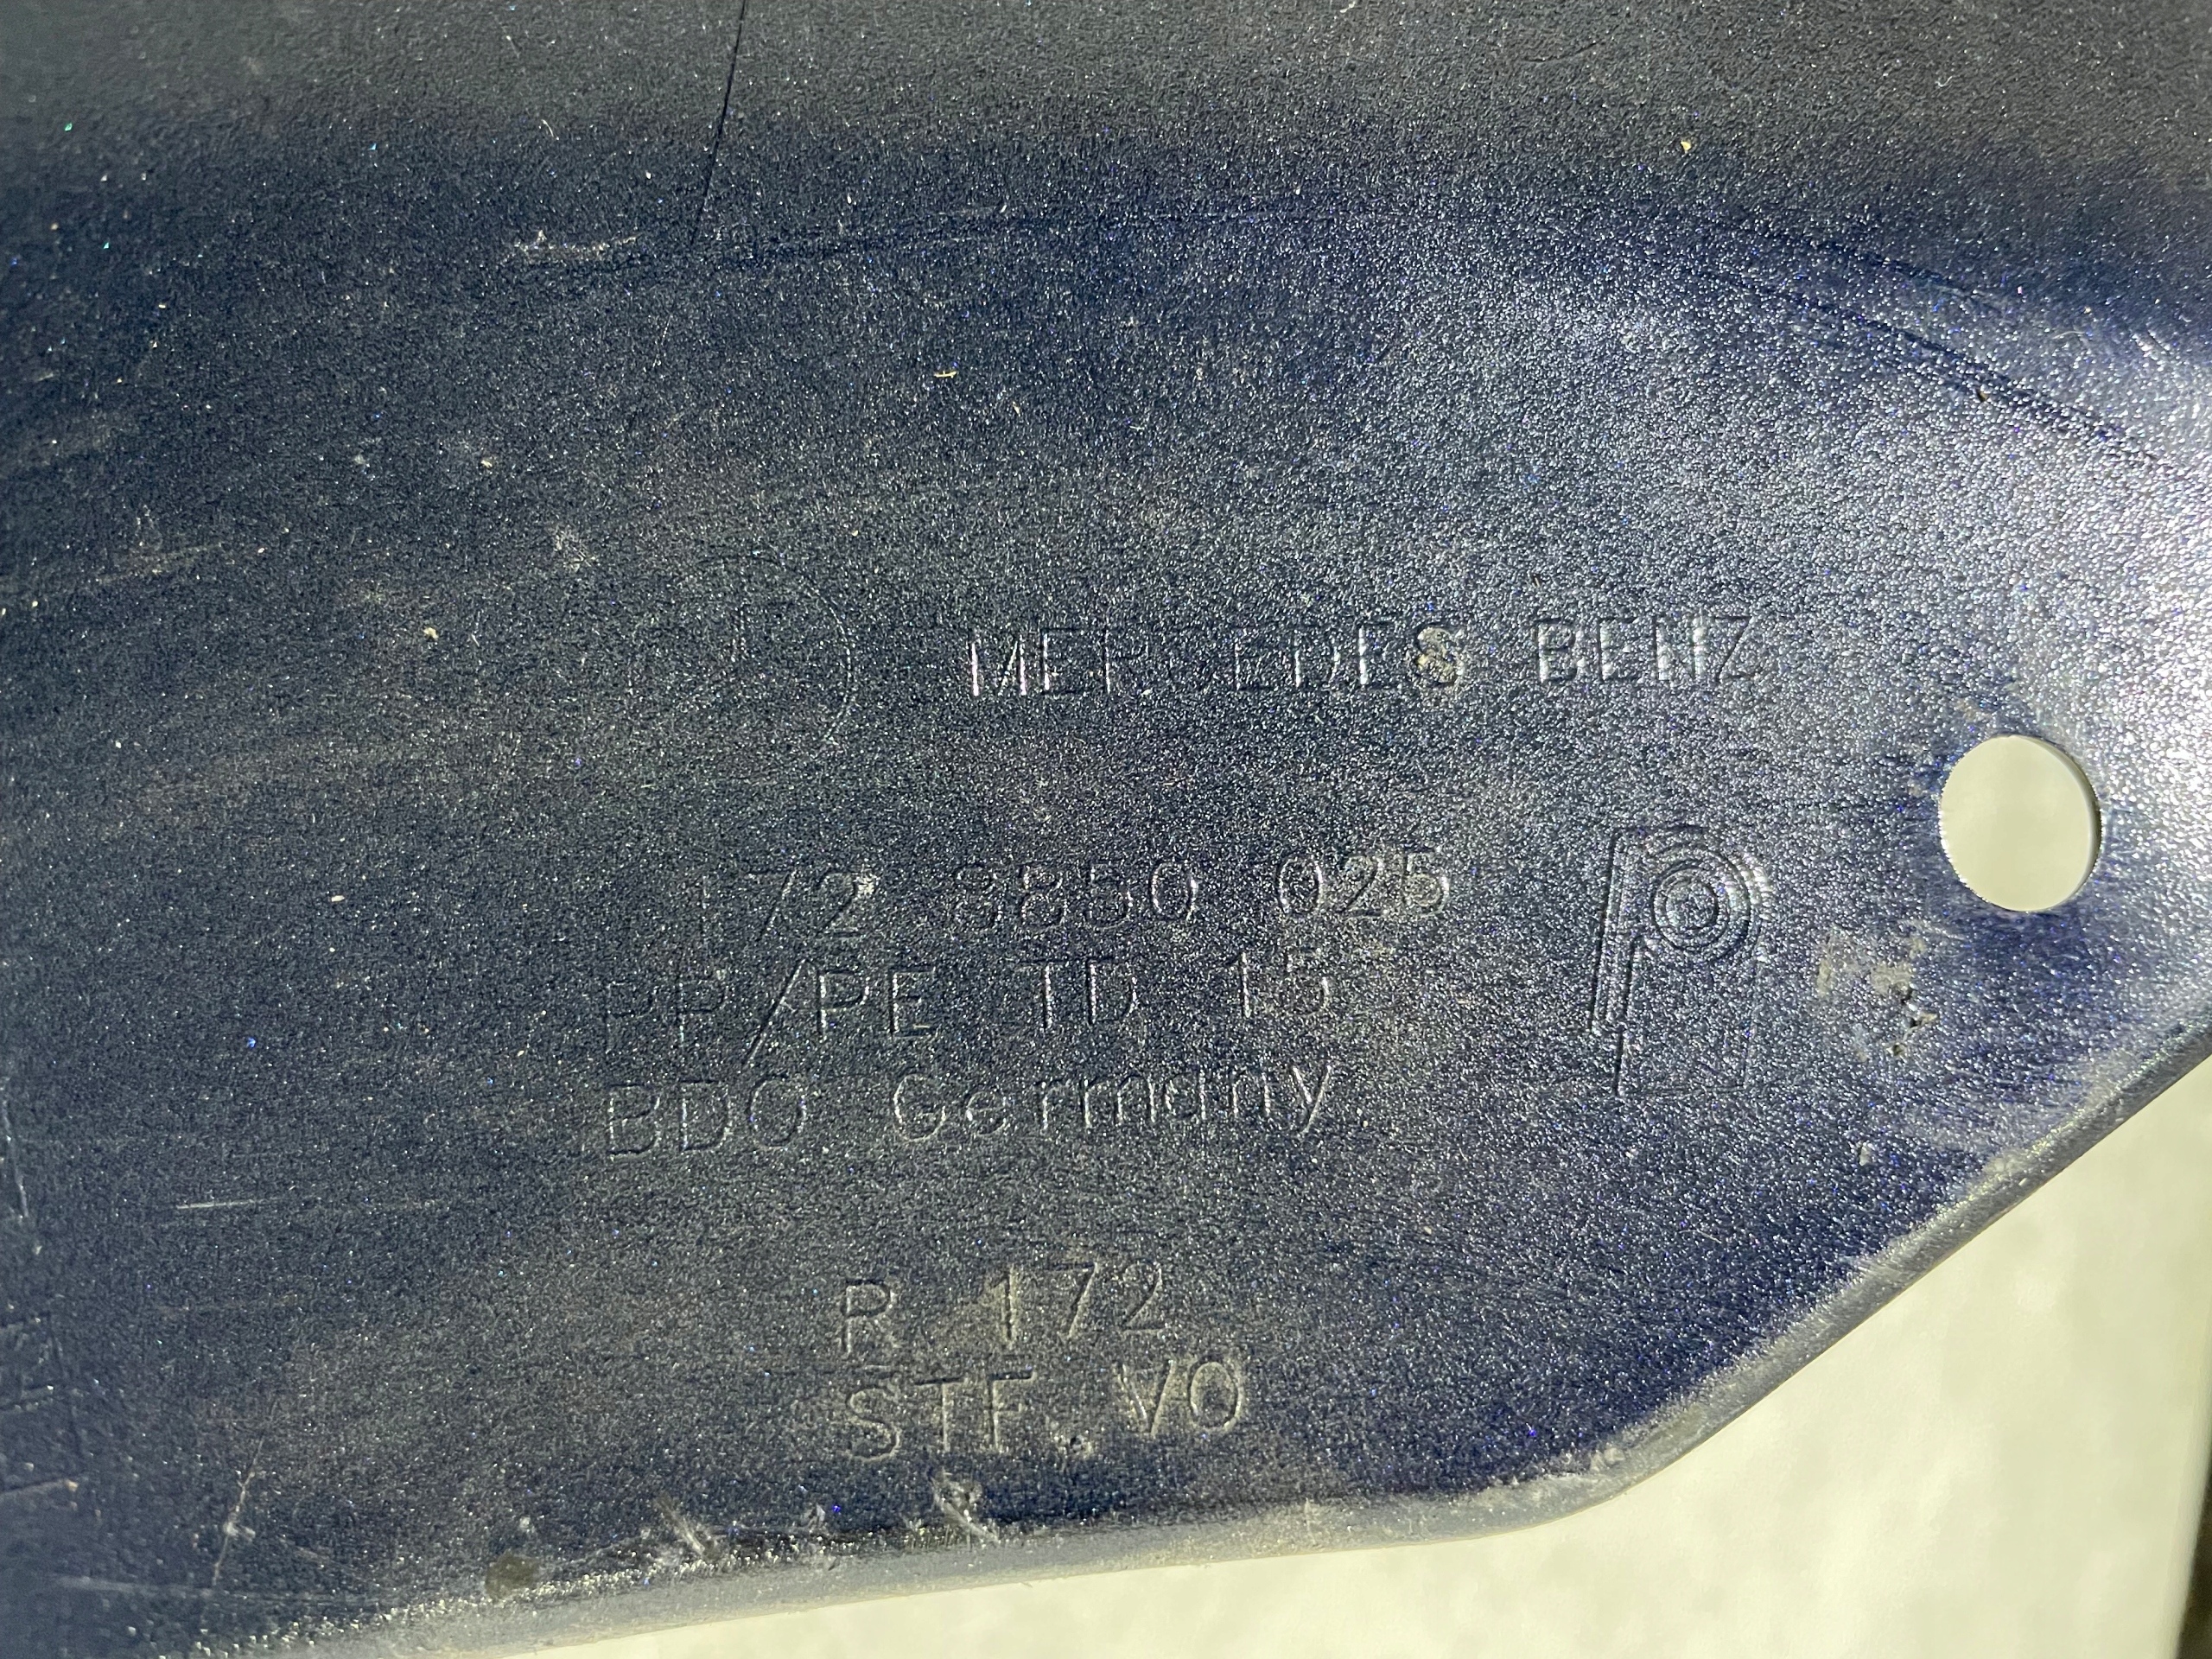 MERCEDES BENZ
172 8850 025
PP/PE TD 15
BDO Germany
R 172
STF. VO